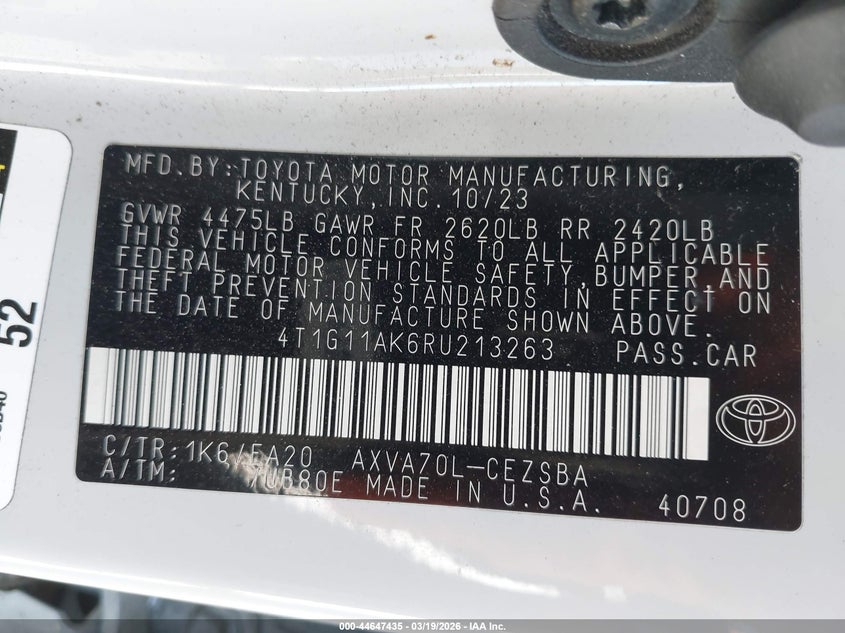 MFD.BY:TOYOTA MOTOR MANUFACTURING,
KENTUCKY,INC.10/23
GVWR 4475LB GAWR FR 2620LB RR 2420LB
THIS VEHICLE CONFORMS TO ALL APPLICABLE
FEDERAL MOTOR VEHICLE SAFETY,BUMPER,AND
THEFT PREVENTION STANDARDS IN EFFECT ON
THE DATE OF MANUFACTURE SHOWN ABOVE.
4T1G11AK6RU213263 PASS.CAR
C/TR:1K6/EA20 AXVA70L-CEZSBA
A/TM: /UB80E MADE IN U.S.A. 40708
52
000-44647435 - 03/19/2026 - IAA Inc.